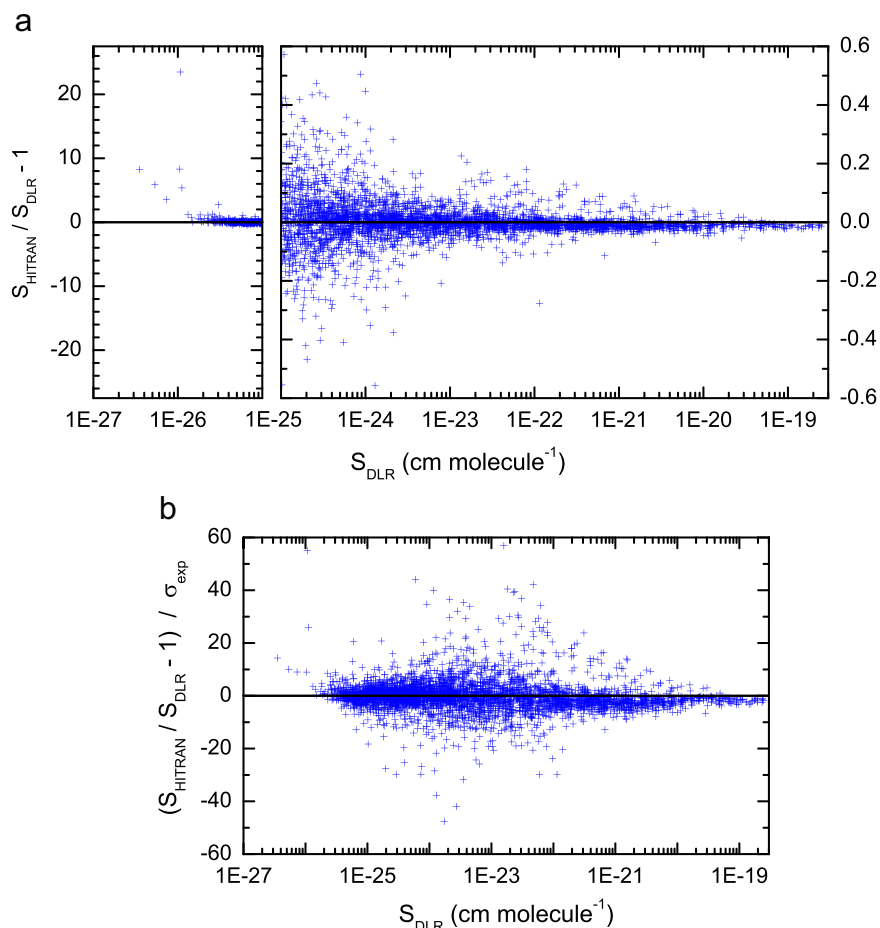 a
20
10
0
-10
-20
S_HITRAN / S_DLR - 1
0.6
0.4
0.2
0.0
-0.2
-0.4
-0.6
1E-27 1E-26 1E-25 1E-24 1E-23 1E-22 1E-21 1E-20 1E-19
S_DLR (cm molecule⁻¹)
b
60
40
20
0
-20
-40
-60
(S_HITRAN / S_DLR - 1) / σ_exp
1E-27 1E-25 1E-23 1E-21 1E-19
S_DLR (cm molecule⁻¹)